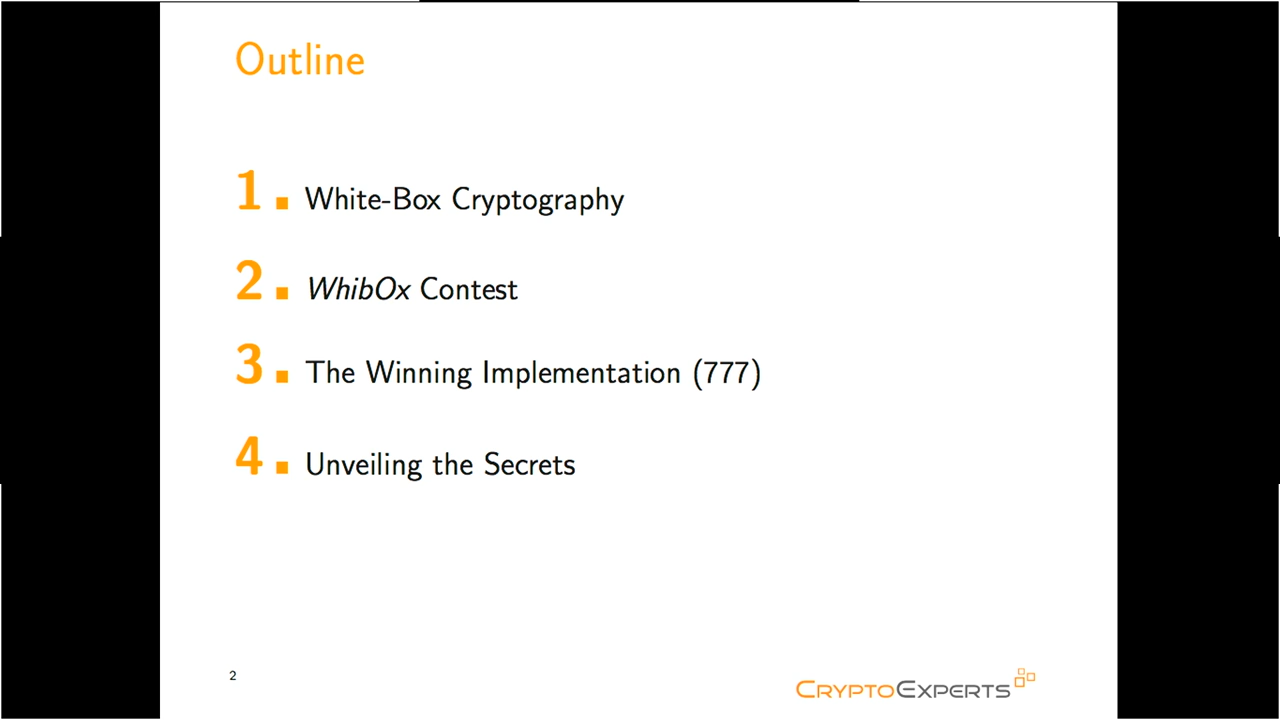 Outline
1. White-Box Cryptography
2. WhibOx Contest
3. The Winning Implementation (777)
4. Unveiling the Secrets
2
CRYPTOEXPERTS